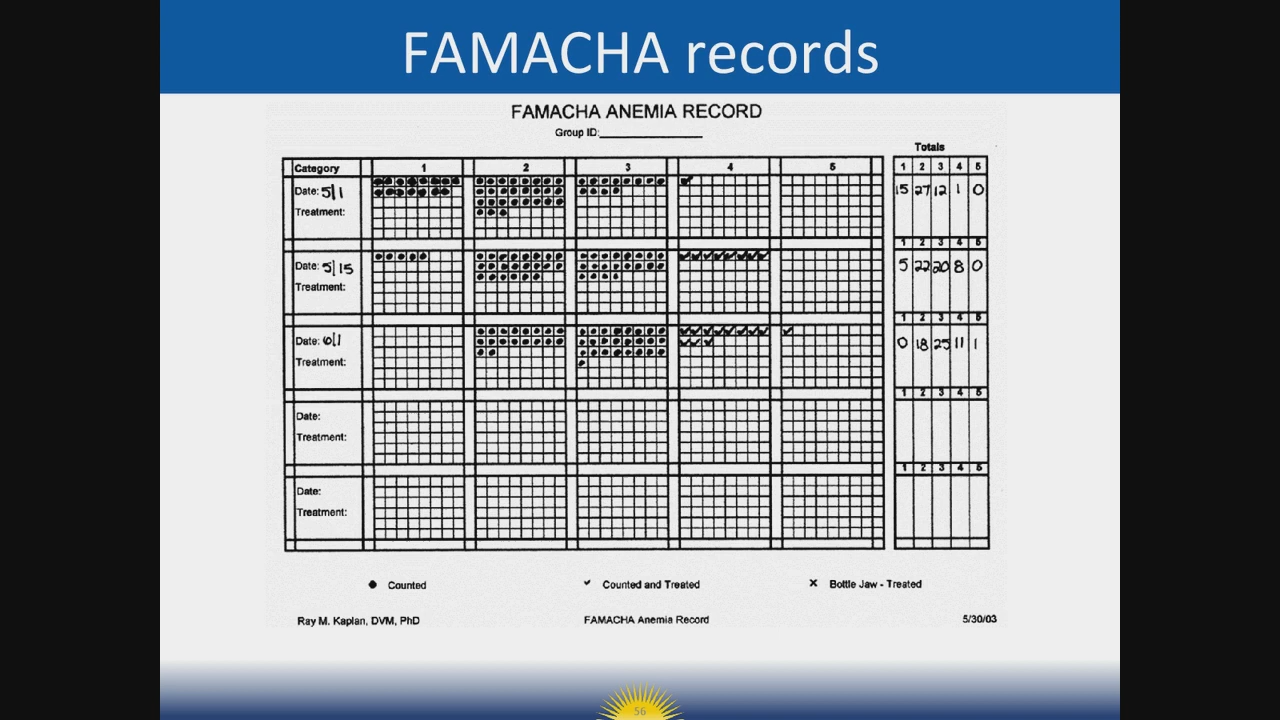 FAMACHA records
FAMACHA ANEMIA RECORD
Group ID:
Totals
Category 1 2 3 4 5 1 2 3 4 5
Date: 5/1 15 27 12 1 0
Treatment:
1 2 3 4 5
Date: 5/15 5 22 20 8 0
Treatment:
1 2 3 4 5
Date: 6/1 0 18 25 11 1
Treatment:
1 2 3 4 5
Date:
Treatment:
1 2 3 4 5
Date:
Treatment:
Counted Counted and Treated Bottle Jaw - Treated
Ray M. Kaplan, DVM, PhD FAMACHA Anemia Record 5/30/03
56